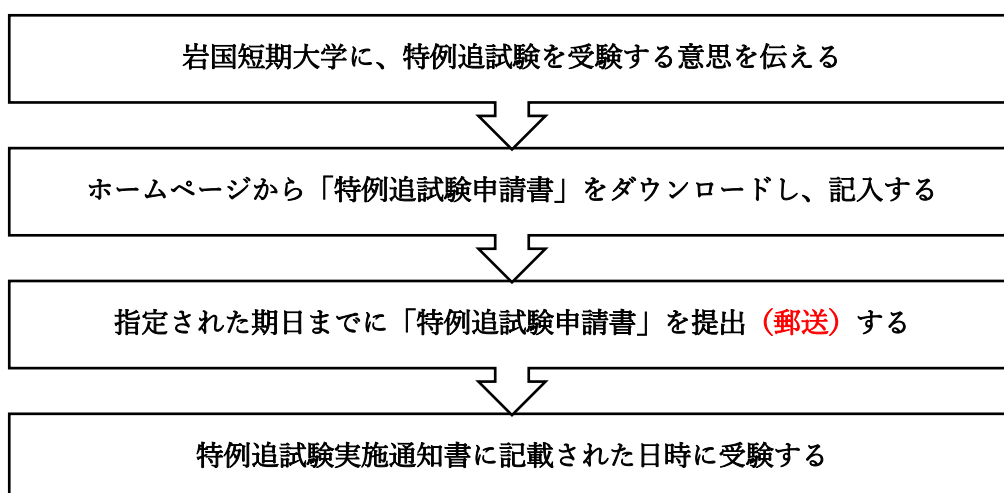 岩国短期大学に、特例追試験を受験する意思を伝える
ホームページから「特例追試験申請書」をダウンロードし、記入する
指定された期日までに「特例追試験申請書」を提出（郵送）する
特例追試験実施通知書に記載された日時に受験する